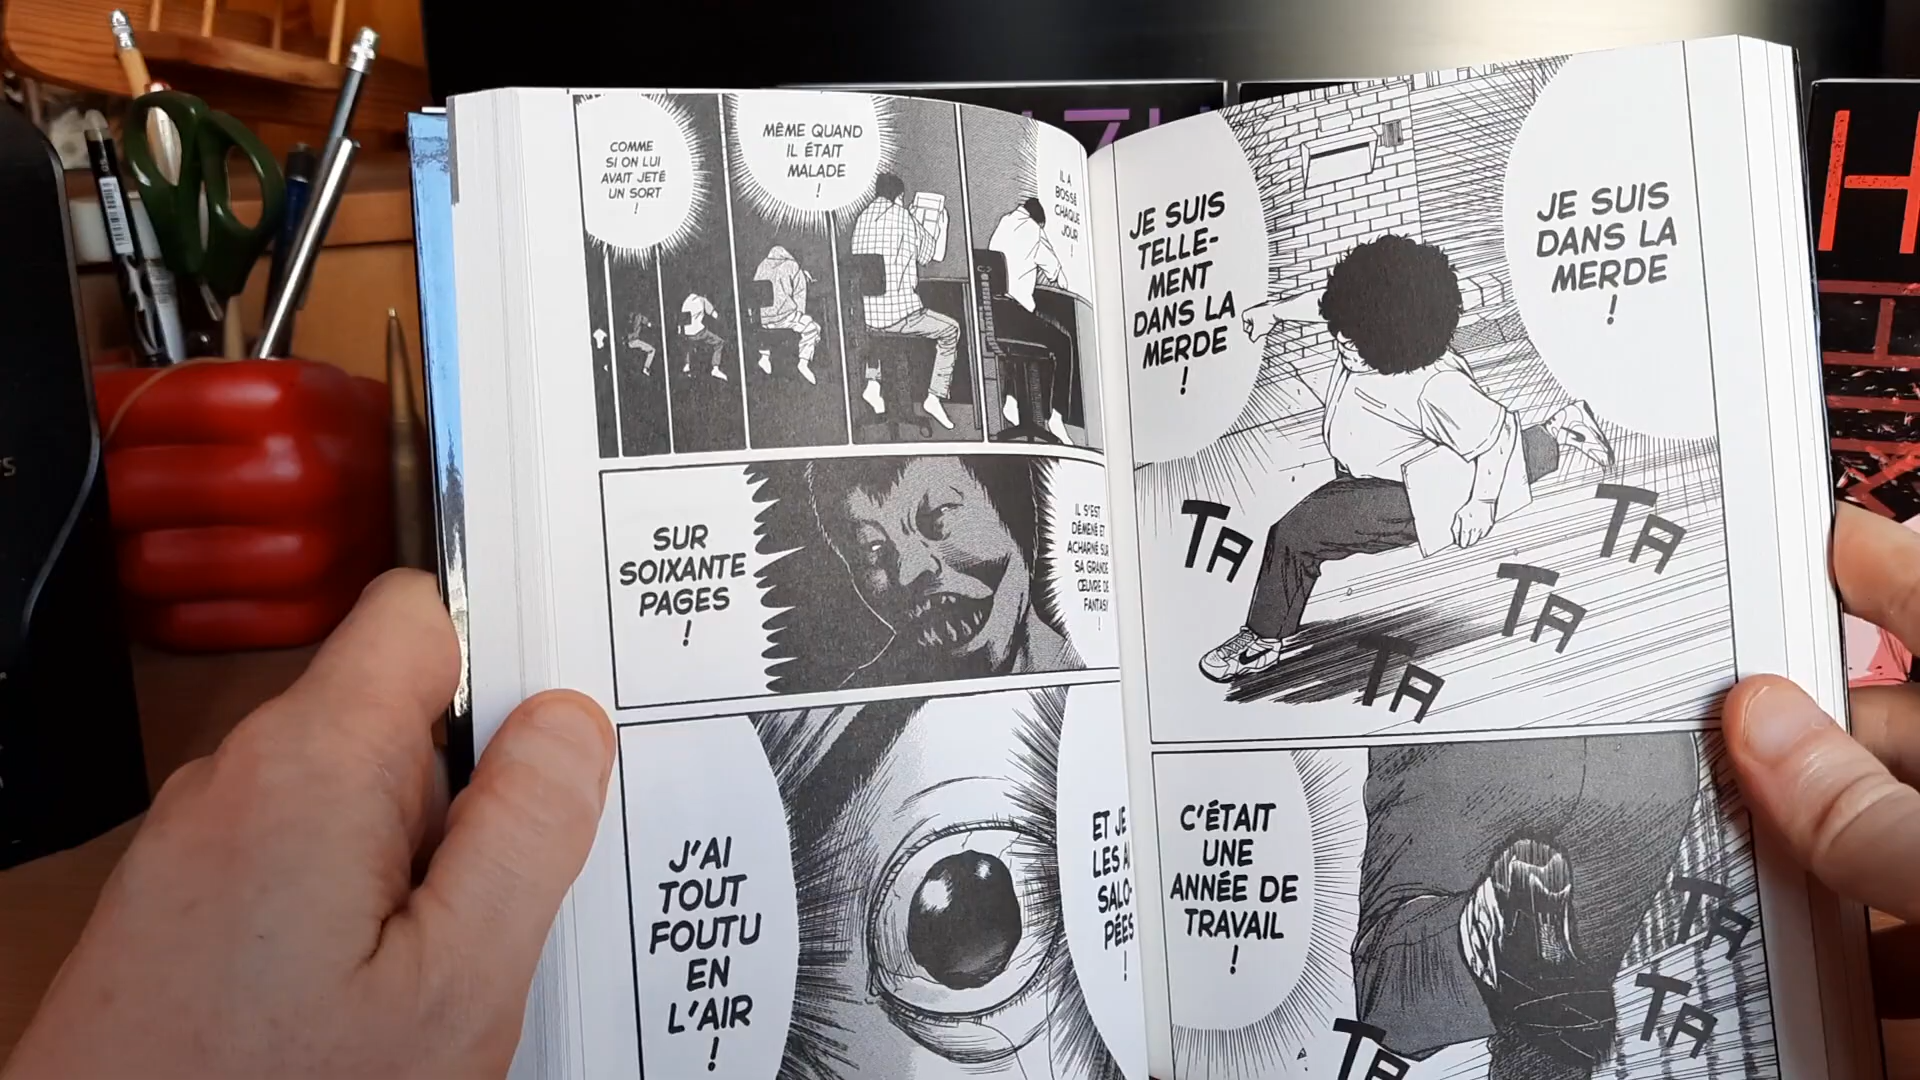 JE SUIS
DANS LA
MERDE
!
JE SUIS
TELLE-
MENT
DANS LA
MERDE
!
TA
TA
TA
TA
C'ÉTAIT
UNE
ANNÉE DE
TRAVAIL
!
TA
TA
TA
IL A
BOSSÉ
CHAQUE
JOUR
!
MÊME QUAND
IL ÉTAIT
MALADE
!
COMME
SI ON LUI
AVAIT JETÉ
UN SORT
!
IL S'EST
DÉMENÉ ET
ACHARNÉ SUR
SA GRANDE
ŒUVRE DE
FANTASY
!
SUR
SOIXANTE
PAGES
!
ET JE
LES A
SALO-
PÉES
!
J'AI
TOUT
FOUTU
EN
L'AIR
!
H